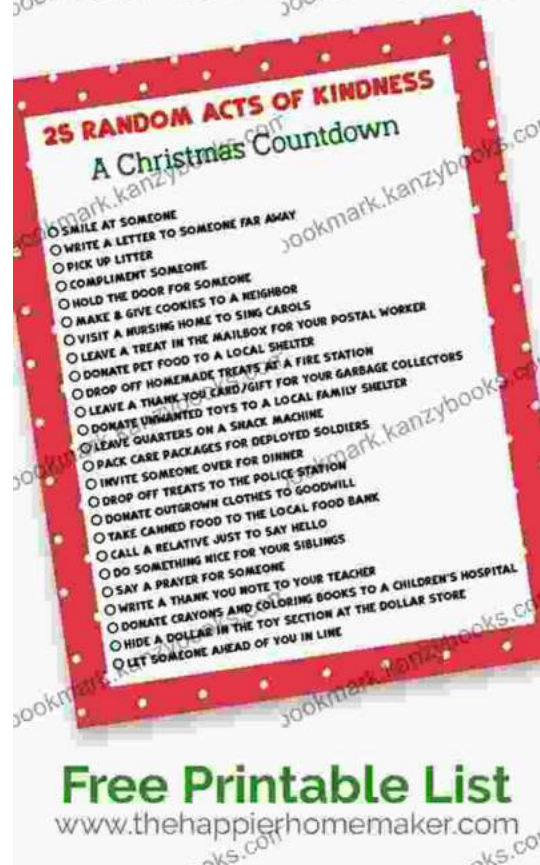 25 RANDOM ACTS OF KINDNESS
A Christmas Countdown
SMILE AT SOMEONE
WRITE A LETTER TO SOMEONE FAR AWAY
PICK UP LITTER
COMPLIMENT SOMEONE
HOLD THE DOOR FOR SOMEONE
MAKE & GIVE COOKIES TO A NEIGHBOR
VISIT A NURSING HOME TO SING CAROLS
LEAVE A TREAT IN THE MAILBOX FOR YOUR POSTAL WORKER
DONATE PET FOOD TO A LOCAL SHELTER
DROP OFF HOMEMADE TREATS AT A FIRE STATION
LEAVE A THANK YOU CARD/GIFT FOR YOUR GARBAGE COLLECTORS
DONATE UNWANTED TOYS TO A LOCAL FAMILY SHELTER
LEAVE QUARTERS ON A SNACK MACHINE
PACK CARE PACKAGES FOR DEPLOYED SOLDIERS
INVITE SOMEONE OVER FOR DINNER
DROP OFF TREATS TO THE POLICE STATION
DONATE OUTGROWN CLOTHES TO GOODWILL
TAKE CANNED FOOD TO THE LOCAL FOOD BANK
CALL A RELATIVE JUST TO SAY HELLO
DO SOMETHING NICE FOR YOUR SIBLINGS
SAY A PRAYER FOR SOMEONE
WRITE A THANK YOU NOTE TO YOUR TEACHER
DONATE CRAYONS AND COLORING BOOKS TO A CHILDREN'S HOSPITAL
HIDE A DOLLAR IN THE TOY SECTION AT THE DOLLAR STORE
LET SOMEONE AHEAD OF YOU IN LINE
Free Printable List
www.thehappierhomemaker.com